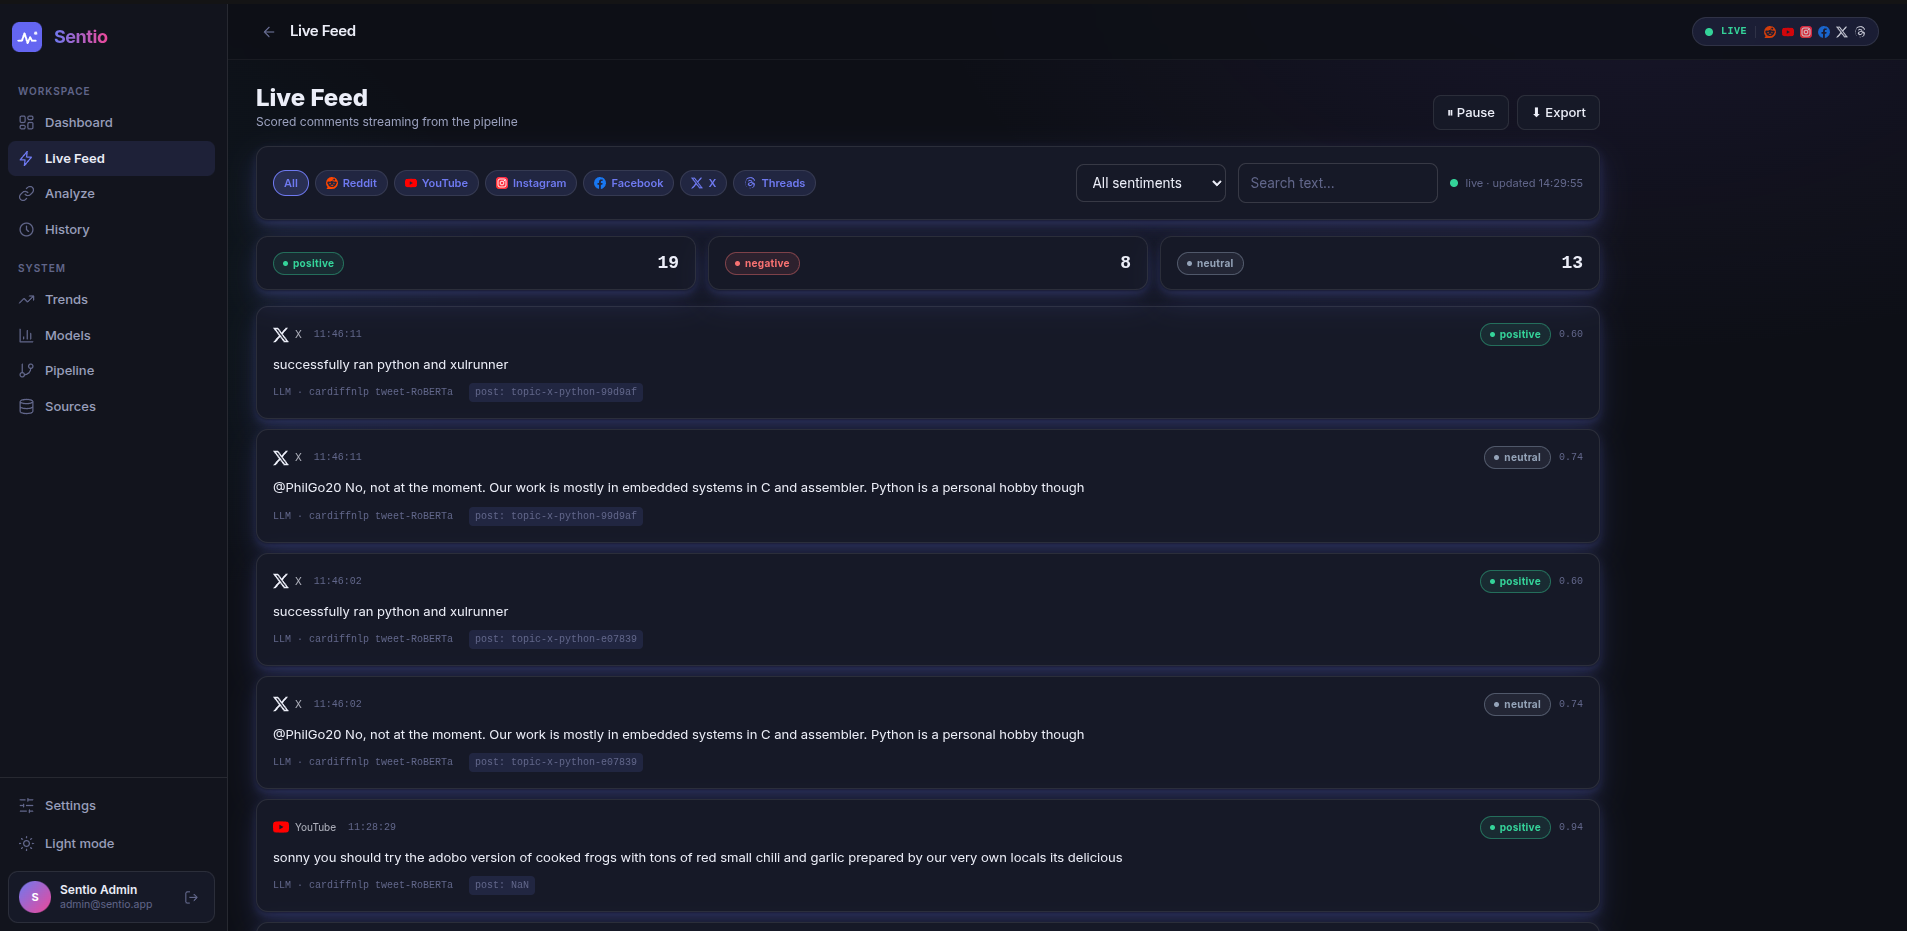 Sentio
Live Feed
LIVE
WORKSPACE
Dashboard
Live Feed
Analyze
History
SYSTEM
Trends
Models
Pipeline
Sources
Settings
Light mode
S
Sentio Admin
admin@sentio.app
Live Feed
Scored comments streaming from the pipeline
Pause
Export
All
Reddit
YouTube
Instagram
Facebook
X
Threads
All sentiments
Search text...
live · updated 14:29:55
positive 19
negative 8
neutral 13
X 11:46:11 positive 0.60
successfully ran python and xulrunner
LLM · cardiffnlp tweet-RoBERTa post: topic-x-python-99d9af
X 11:46:11 neutral 0.74
@PhilGo20 No, not at the moment. Our work is mostly in embedded systems in C and assembler. Python is a personal hobby though
LLM · cardiffnlp tweet-RoBERTa post: topic-x-python-99d9af
X 11:46:02 positive 0.60
successfully ran python and xulrunner
LLM · cardiffnlp tweet-RoBERTa post: topic-x-python-e07839
X 11:46:02 neutral 0.74
@PhilGo20 No, not at the moment. Our work is mostly in embedded systems in C and assembler. Python is a personal hobby though
LLM · cardiffnlp tweet-RoBERTa post: topic-x-python-e07839
YouTube 11:28:29 positive 0.94
sonny you should try the adobo version of cooked frogs with tons of red small chili and garlic prepared by our very own locals its delicious
LLM · cardiffnlp tweet-RoBERTa post: NaN